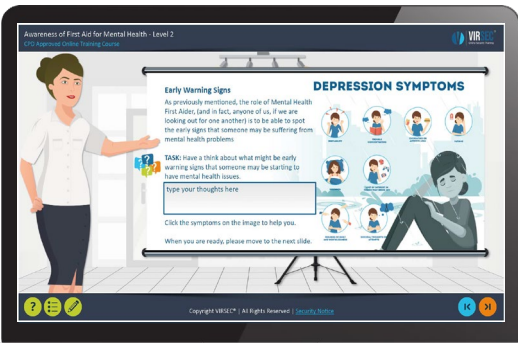 Awareness of First Aid for Mental Health - Level 2
CPD Approved Online Training Course
VIRSEC
Early Warning Signs
As previously mentioned, the role of Mental Health
First Aider, (and in fact, anyone of us, if we are
looking out for one another) is to be able to spot
the early signs that someone may be suffering from
mental health problems
TASK: Have a think about what might be early
warning signs that someone may be starting to
have mental health issues.
type your thoughts here
Click the symptoms on the image to help you.
When you are ready, please move to the next slide.
DEPRESSION SYMPTOMS
Copyright VIRSEC® | All Rights Reserved | Security Notice